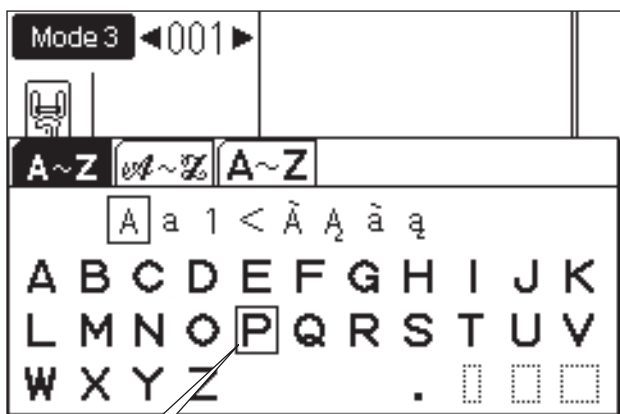 Mode 3 ◀001▶
A~Z 𝒜~𝒵 A~Z
A a 1 < Ã Ą ã ą
A B C D E F G H I J K
L M N O P Q R S T U V
W X Y Z .